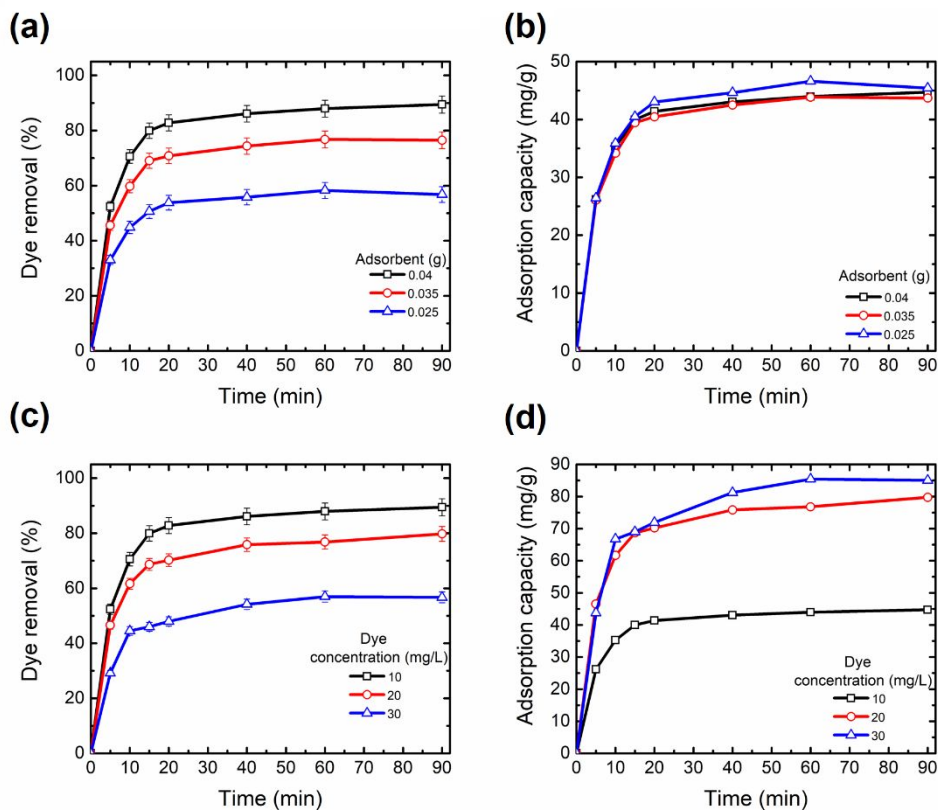 (a)
100
80
60
40
20
0
Dye removal (%)
Adsorbent (g)
0.04
0.035
0.025
0 10 20 30 40 50 60 70 80 90
Time (min)
(b)
50
40
30
20
10
0
Adsorption capacity (mg/g)
Adsorbent (g)
0.04
0.035
0.025
0 10 20 30 40 50 60 70 80 90
Time (min)
(c)
100
80
60
40
20
0
Dye removal (%)
Dye
concentration (mg/L)
10
20
30
0 10 20 30 40 50 60 70 80 90
Time (min)
(d)
90
80
70
60
50
40
30
20
10
0
Adsorption capacity (mg/g)
Dye
concentration (mg/L)
10
20
30
0 10 20 30 40 50 60 70 80 90
Time (min)